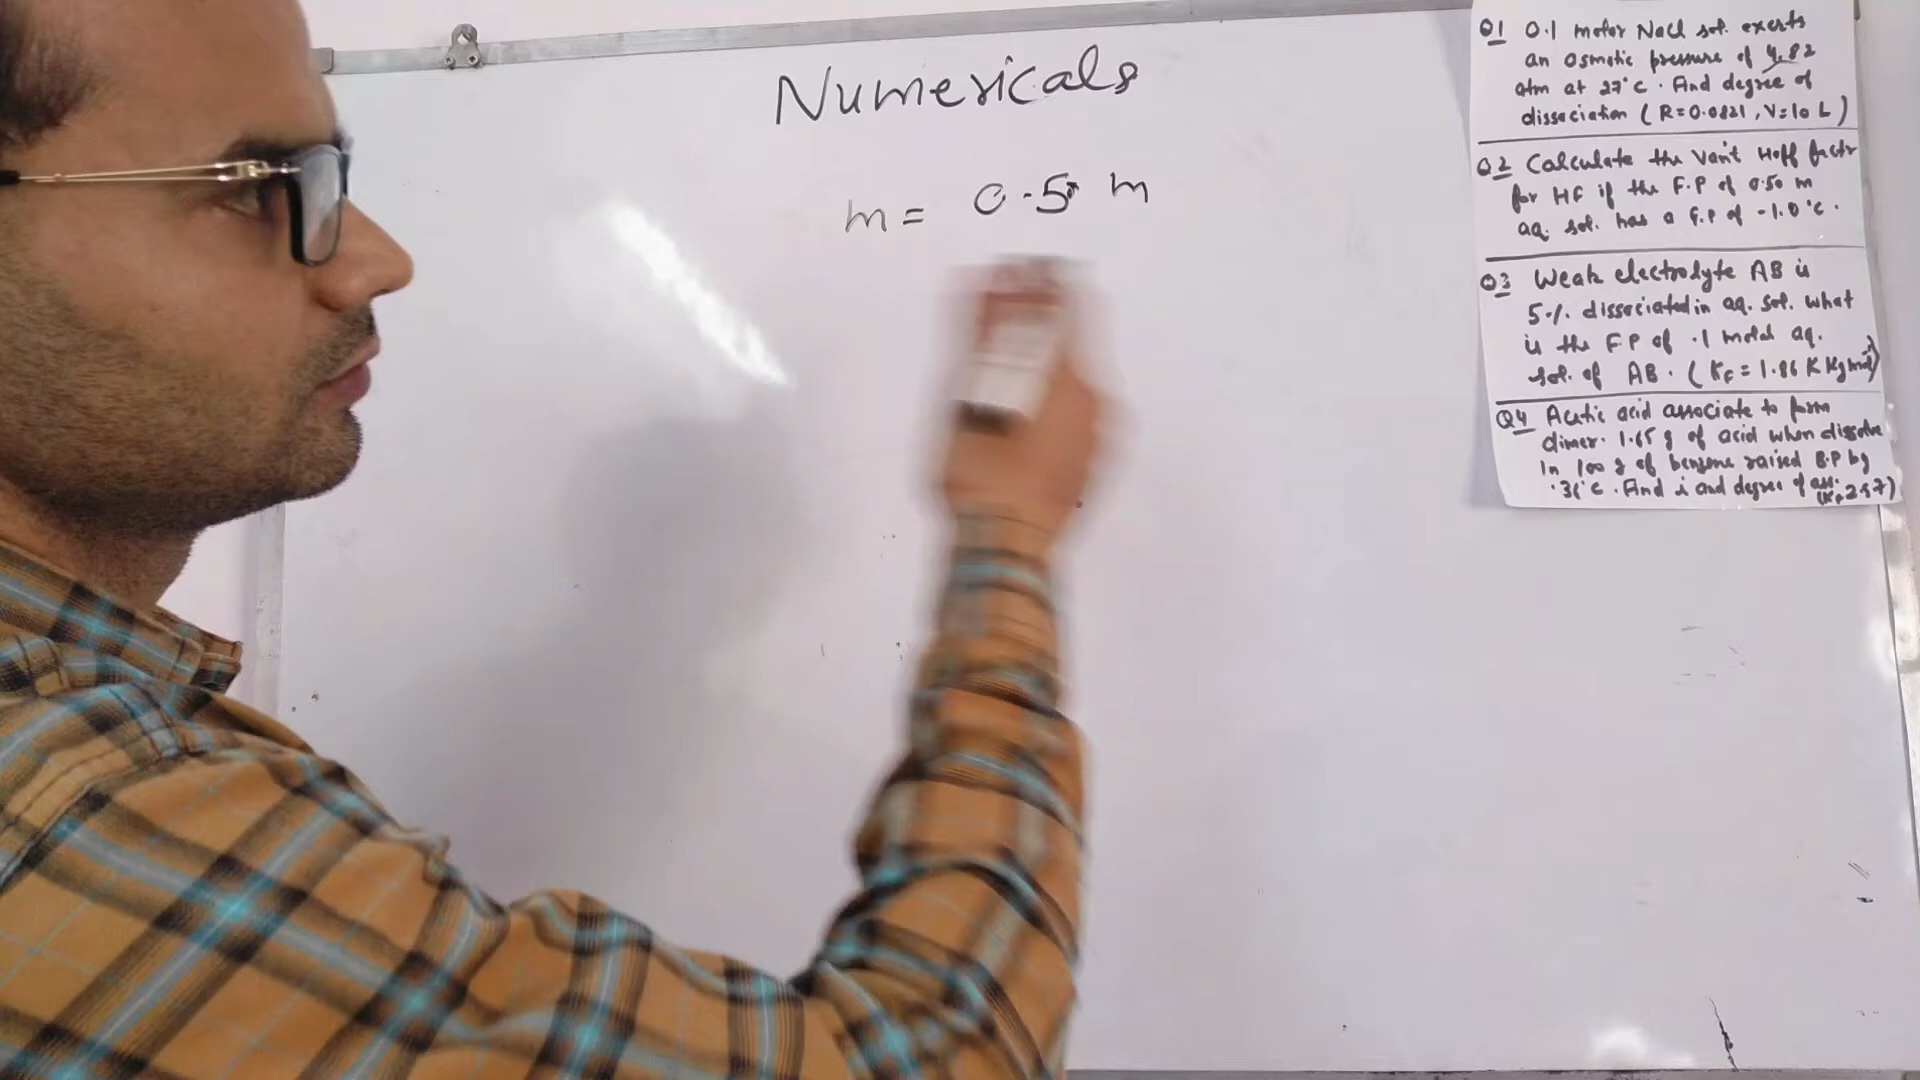 Numericals
m = 0.5 m
Q1 0.1 molar NaCl sol. exerts
an osmotic pressure of 4.82
atm at 27°C. Find degree of
dissociation (R=0.0821, V=10 L)
Q2 Calculate the Van't Hoff factr
for HF if the F.P of 0.50 m
aq. sol. has a F.P of -1.0°C.
Q3 Weak electrolyte AB is
5% dissociated in aq. sol. what
is the F.P of .1 molal aq.
sol. of AB. (KF = 1.86 K Kg
Q4 Acetic acid associate to form
dimer. 1.65 g of acid when dissolve
in 100 g of benzene raised B.P by
.36°C. Find i and degree of ass.